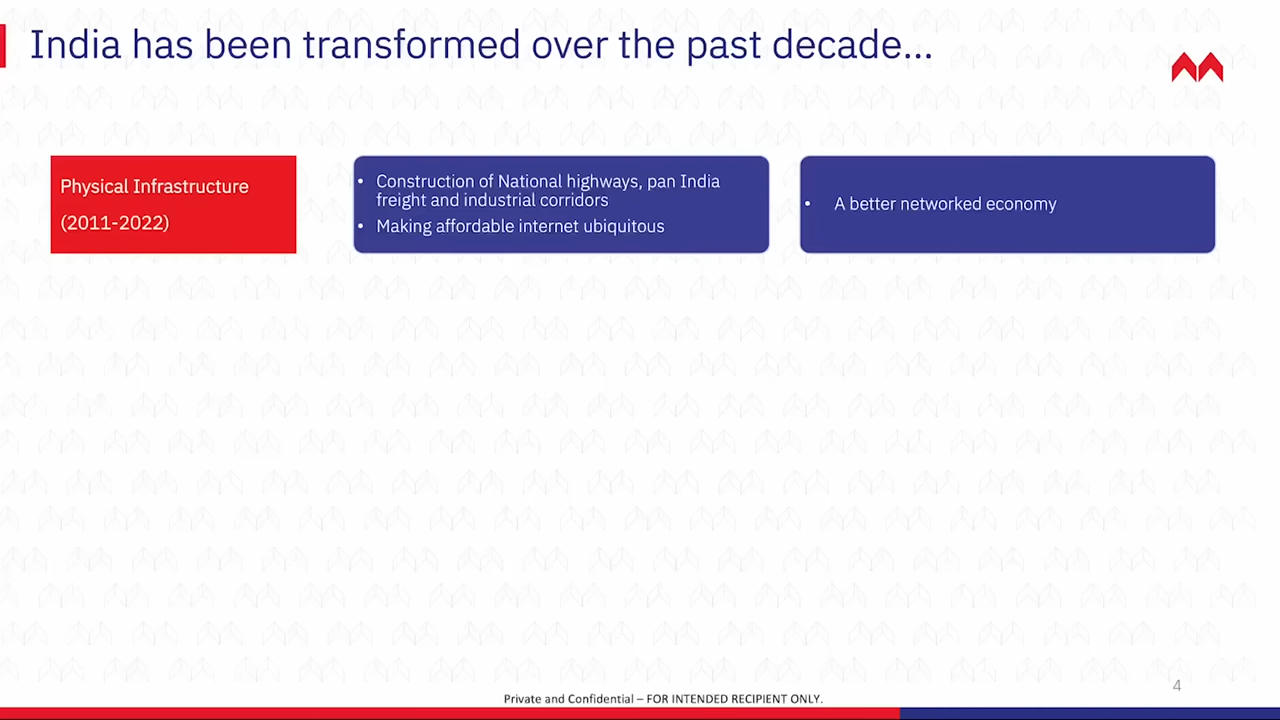 India has been transformed over the past decade...
Physical Infrastructure
(2011-2022)
• Construction of National highways, pan India
freight and industrial corridors
• Making affordable internet ubiquitous
• A better networked economy
4
Private and Confidential – FOR INTENDED RECIPIENT ONLY.